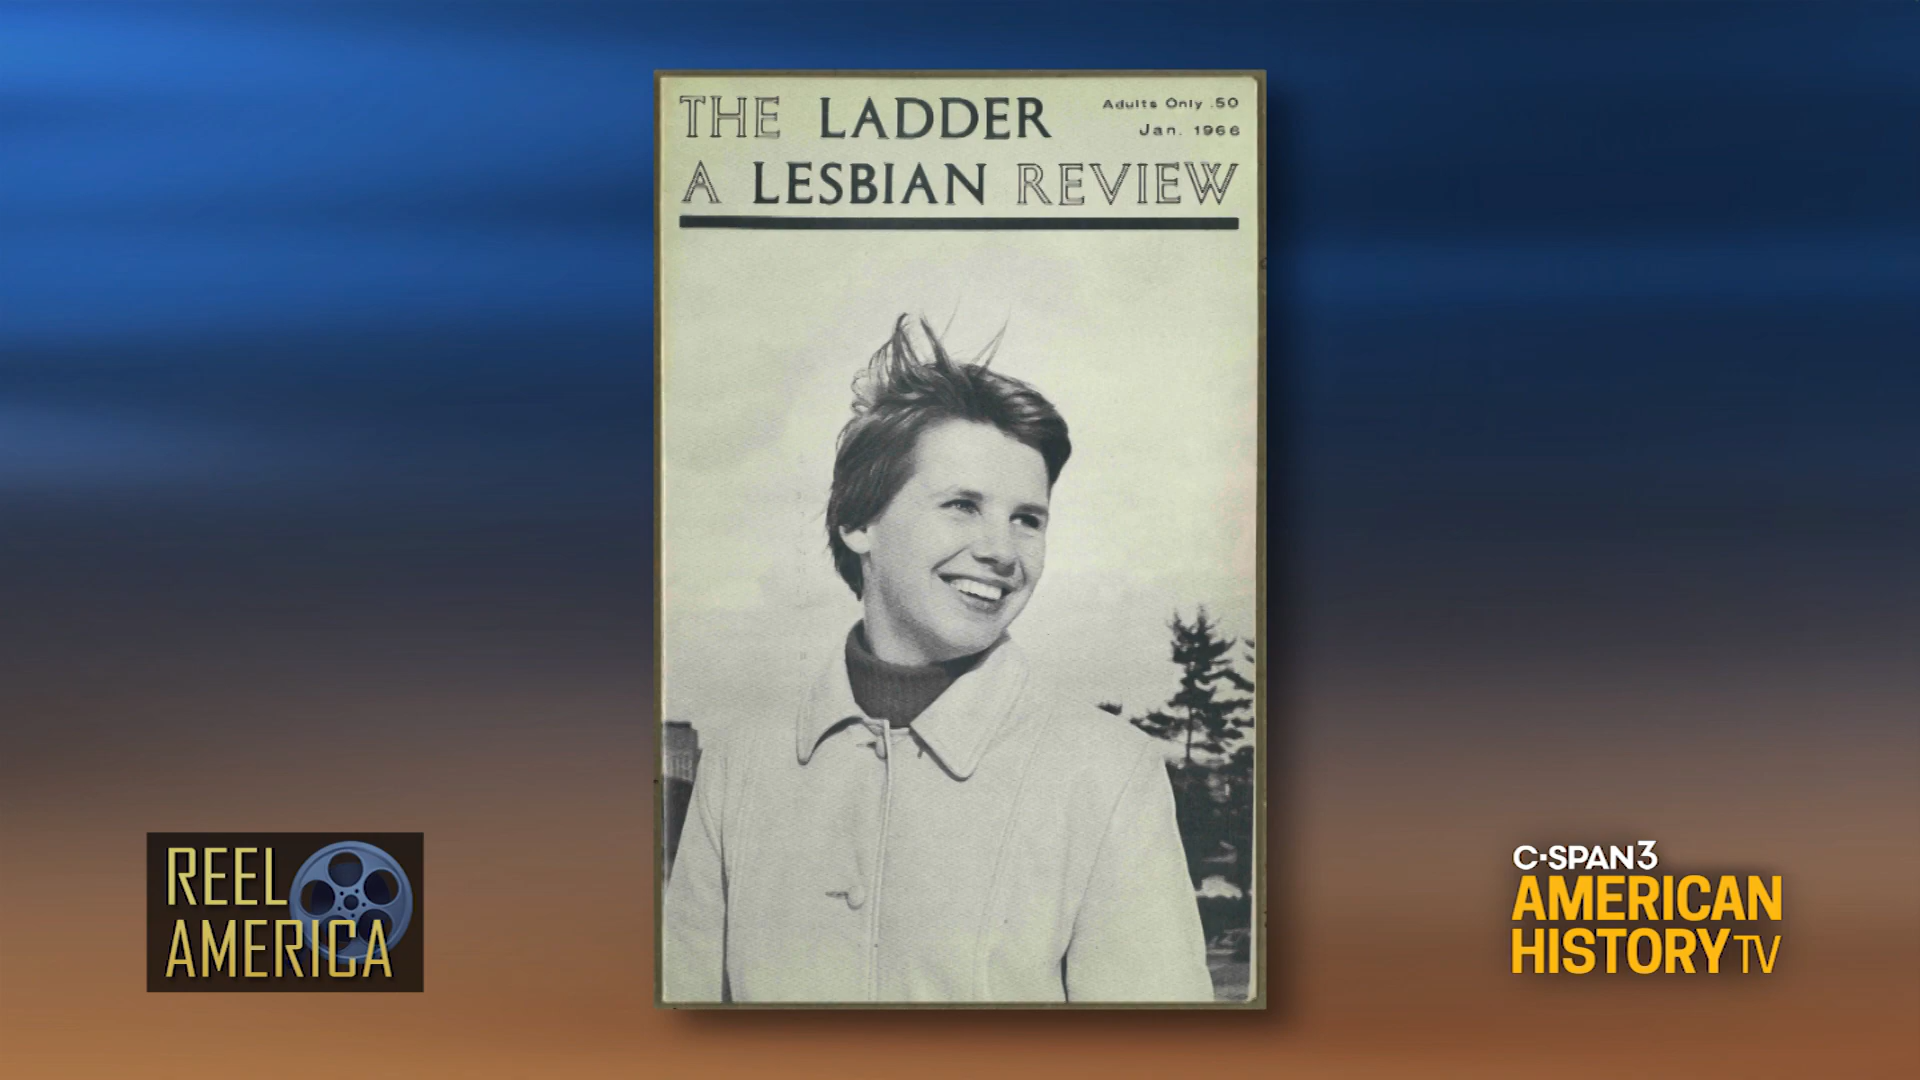 THE LADDER
Adults Only .50
Jan. 1966
A LESBIAN REVIEW
REEL
AMERICA
C·SPAN3
AMERICAN
HISTORY TV